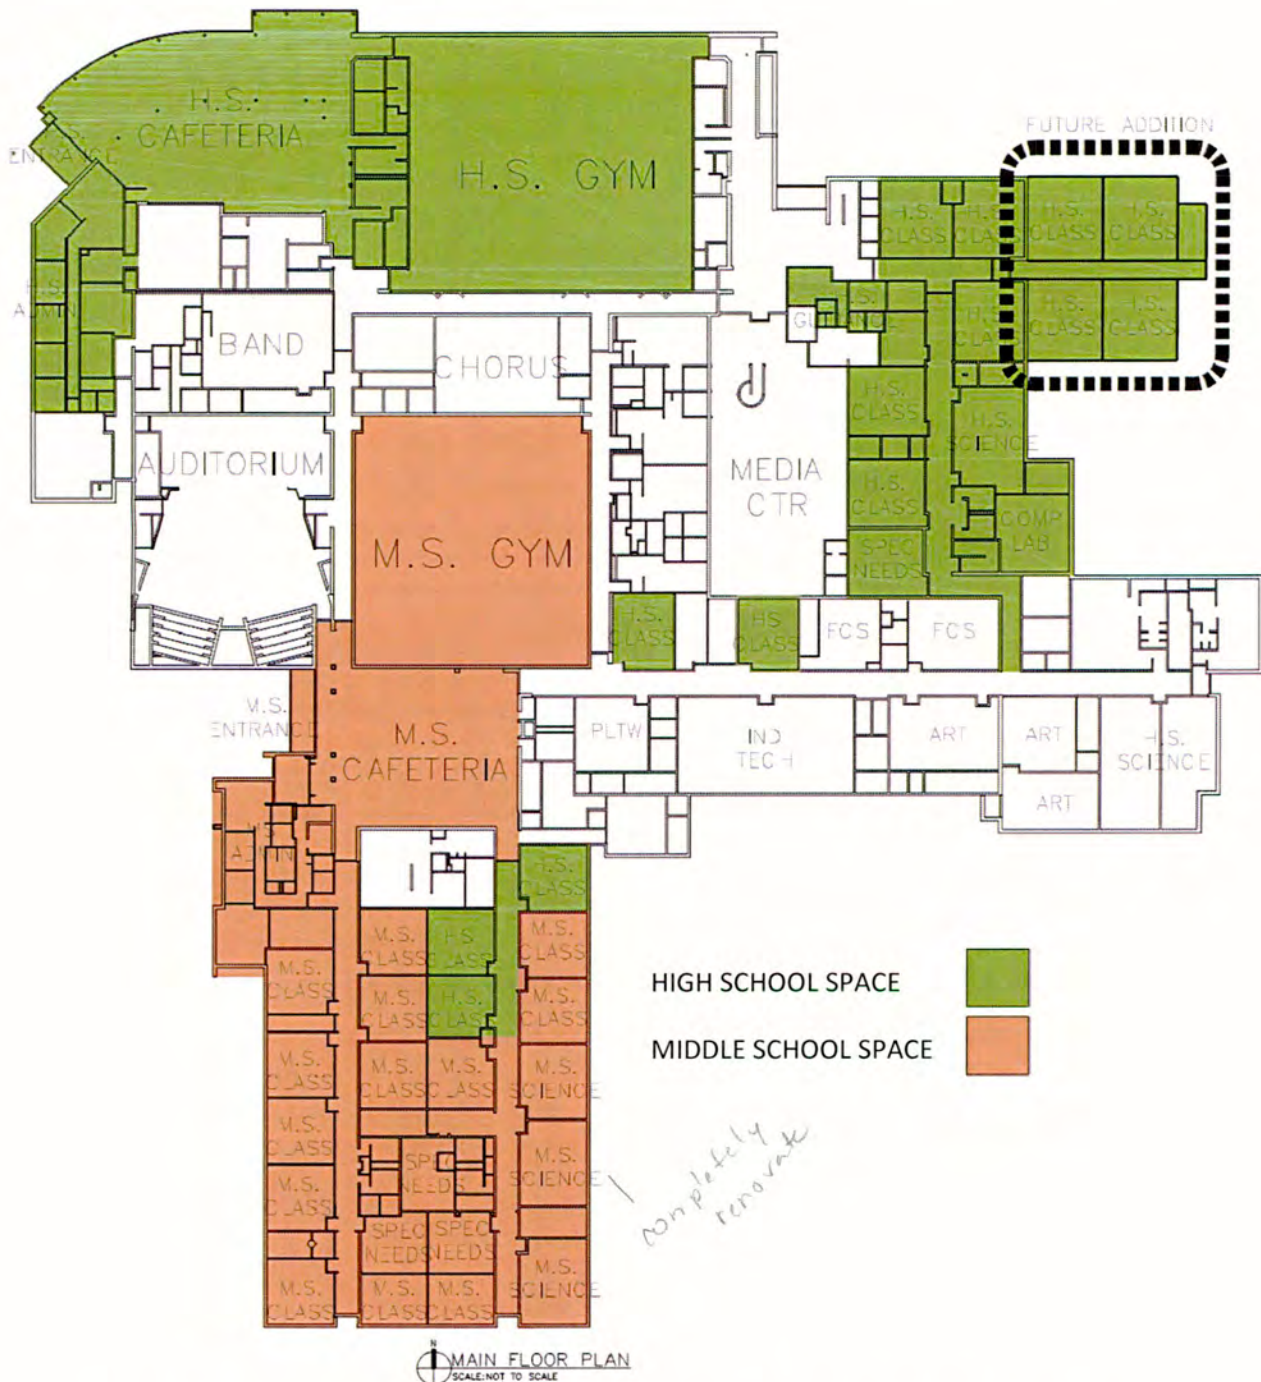 H.S.
CAFETERIA
ENTRANCE
H.S. GYM
FUTURE ADDITION
H.S.
CLASS
H.S.
CLASS
H.S.
CLASS
H.S.
CLASS
H.S.
ADMIN
H.S.
GUIDANCE
H.S.
CLASS
H.S.
CLASS
H.S.
CLASS
BAND
CHORUS
H.S.
CLASS
H.S.
SCIENCE
AUDITORIUM
MEDIA
CTR
H.S.
CLASS
COMP
LAB
M.S. GYM
SPEC
NEEDS
H.S.
CLASS
HS
CLASS
FCS
FCS
M.S.
ENTRANCE
M.S.
CAFETERIA
PLTW
IND
TECH
ART
ART
ART
H.S.
SCIENCE
M.S.
ADMIN
H.S.
CLASS
M.S.
CLASS
H.S.
CLASS
M.S.
CLASS
M.S.
CLASS
M.S.
CLASS
H.S.
CLASS
M.S.
CLASS
HIGH SCHOOL SPACE
MIDDLE SCHOOL SPACE
M.S.
CLASS
M.S.
CLASS
M.S.
CLASS
M.S.
SCIENCE
M.S.
CLASS
SPEC
NEEDS
M.S.
SCIENCE
completely
renovate
M.S.
CLASS
SPEC
NEEDS
SPEC
NEEDS
M.S.
CLASS
M.S.
CLASS
M.S.
CLASS
M.S.
SCIENCE
N
MAIN FLOOR PLAN
SCALE:NOT TO SCALE